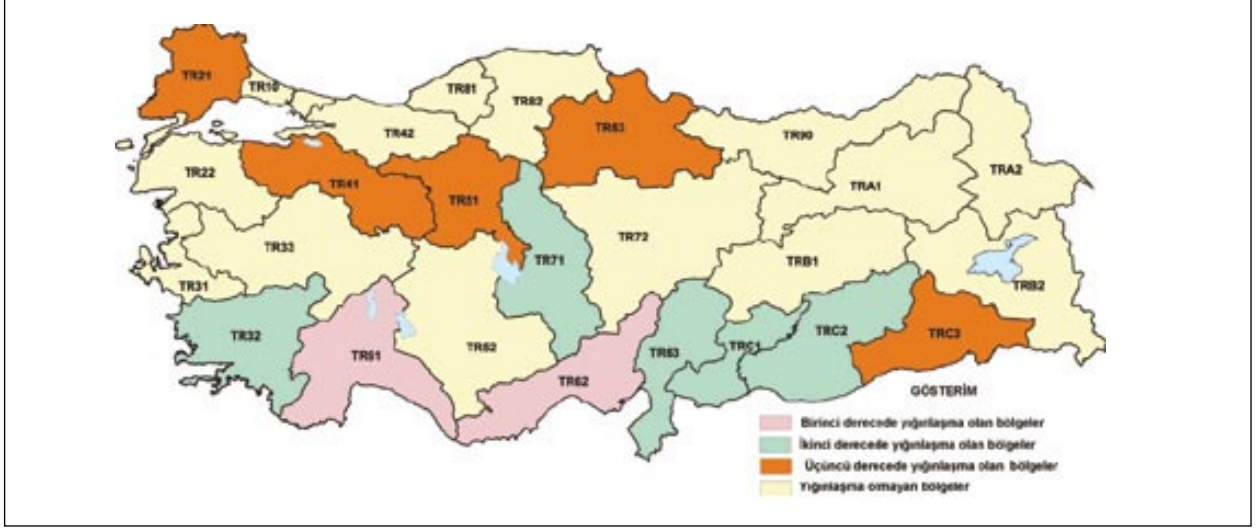 TR21
TR10
TR81
TR82
TR42
TR83
TR90
TR22
TR41
TR51
TRA1
TRA2
TR33
TR72
TR71
TRB1
TR31
TRB2
TR32
TR61
TR52
TR62
TR63
TRC1
TRC2
TRC3
GÖSTERİM
Birinci derecede yığınlaşma olan bölgeler
İkinci derecede yığınlaşma olan bölgeler
Üçüncü derecede yığınlaşma olan bölgeler
Yığınlaşma olmayan bölgeler